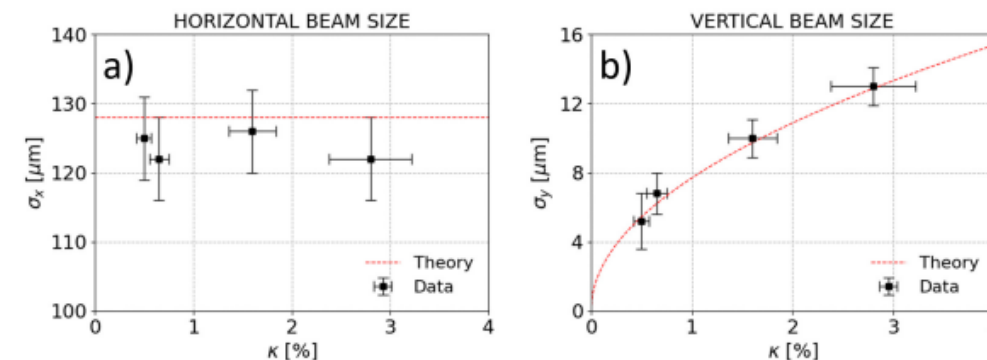 HORIZONTAL BEAM SIZE
a)
140
130
120
110
100
σx [μm]
0 1 2 3 4
κ [%]
Theory
Data
VERTICAL BEAM SIZE
b)
16
12
8
4
0
σy [μm]
0 1 2 3
κ [%]
Theory
Data